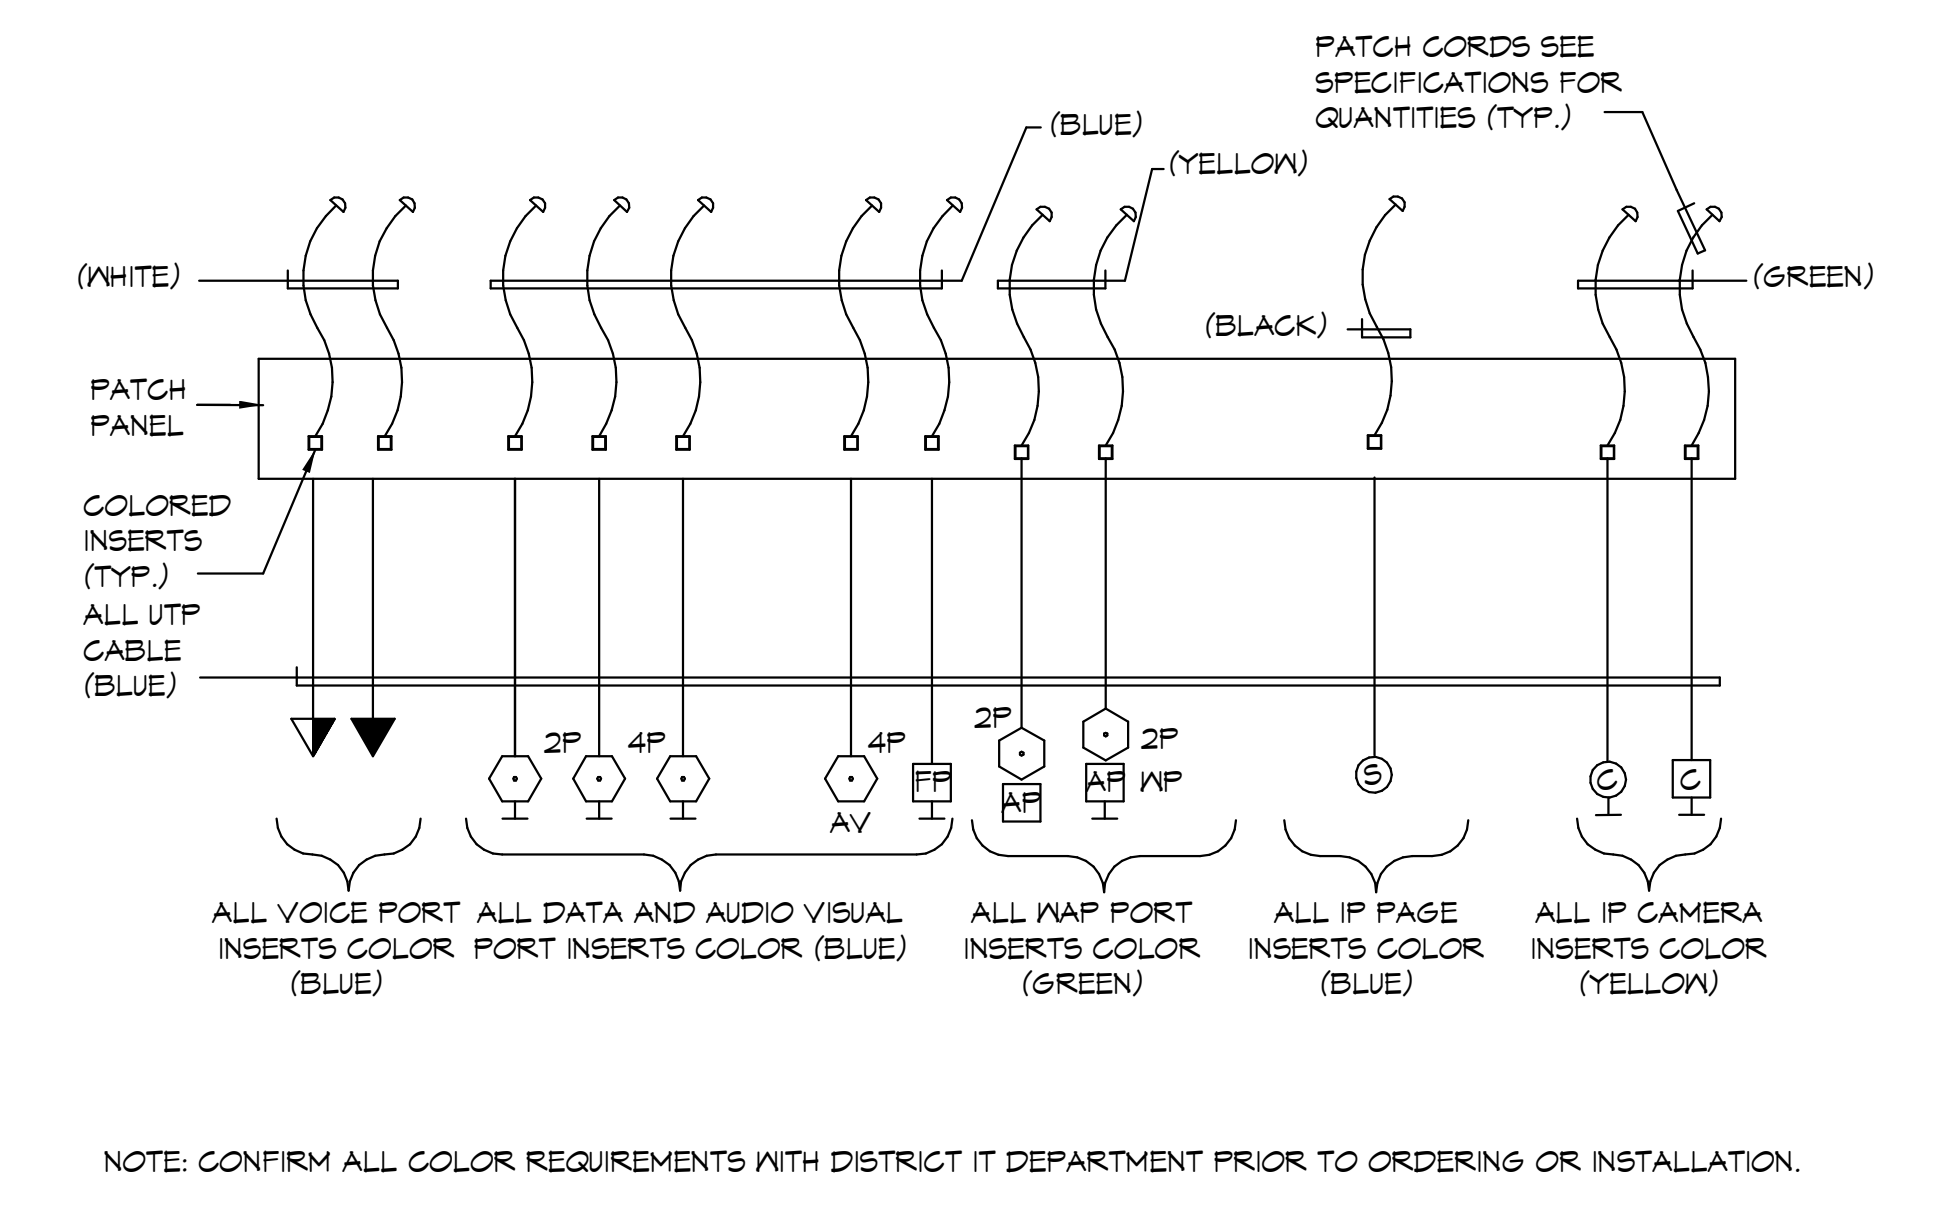 PATCH CORDS SEE
SPECIFICATIONS FOR
QUANTITIES (TYP.)
(BLUE)
(YELLOW)
(WHITE)
(GREEN)
(BLACK)
PATCH
PANEL
COLORED
INSERTS
(TYP.)
ALL UTP
CABLE
(BLUE)
2P
4P
4P
2P
2P
FP
AP
AP
WP
AV
S
C
C
ALL VOICE PORT
INSERTS COLOR
(BLUE)
ALL DATA AND AUDIO VISUAL
PORT INSERTS COLOR (BLUE)
ALL WAP PORT
INSERTS COLOR
(GREEN)
ALL IP PAGE
INSERTS COLOR
(BLUE)
ALL IP CAMERA
INSERTS COLOR
(YELLOW)
NOTE: CONFIRM ALL COLOR REQUIREMENTS WITH DISTRICT IT DEPARTMENT PRIOR TO ORDERING OR INSTALLATION.